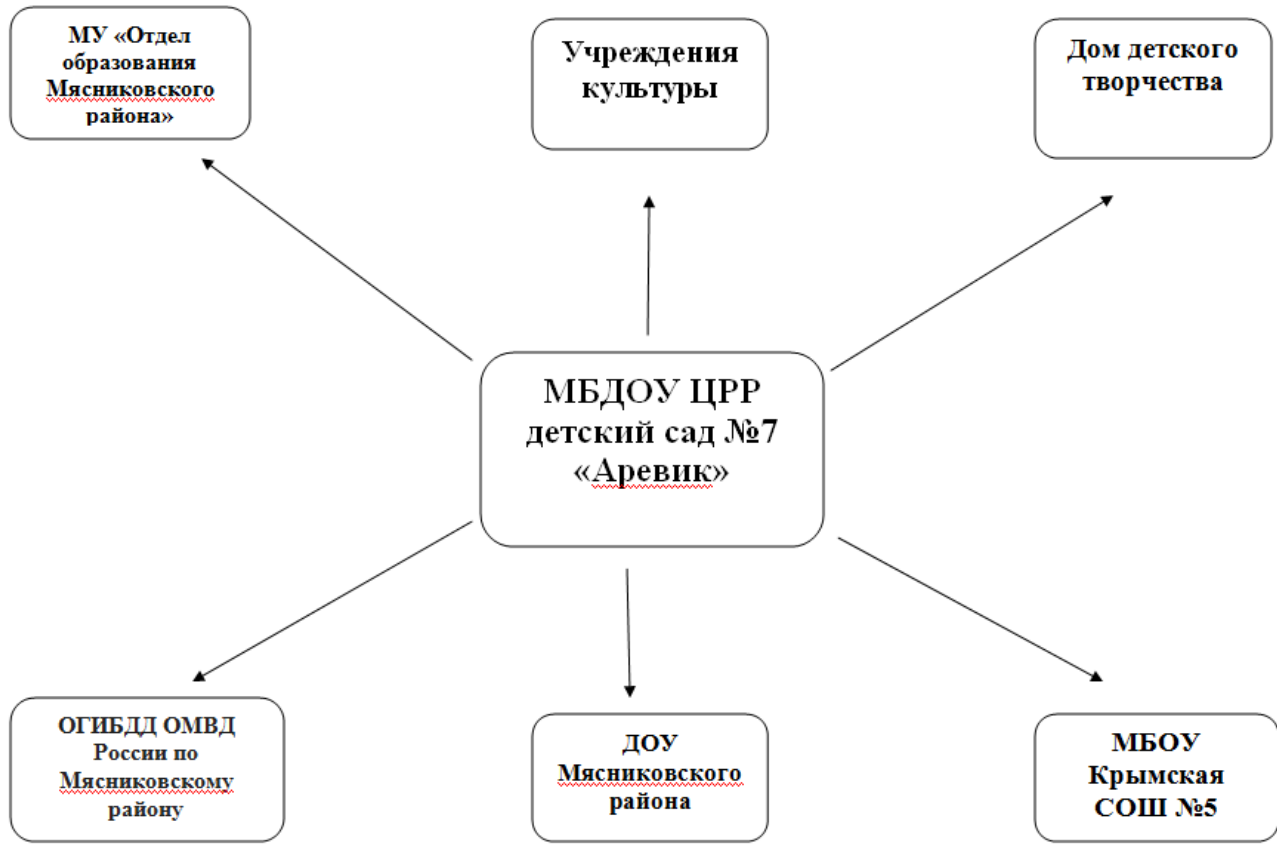 МУ «Отдел
образования
Мясниковского
района»
Учреждения
культуры
Дом детского
творчества
МБДОУ ЦРР
детский сад №7
«Аревик»
ОГИБДД ОМВД
России по
Мясниковскому
району
ДОУ
Мясниковского
района
МБОУ
Крымская
СОШ №5